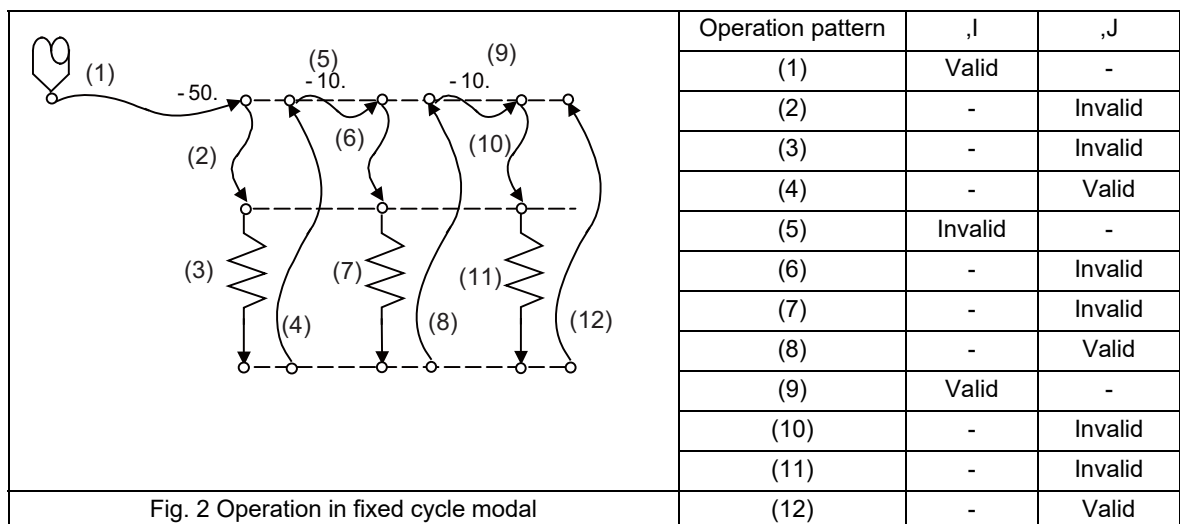 (1)
- 50.
(5)
- 10.
(9)
- 10.
(2)
(6)
(10)
(3)
(7)
(11)
(4)
(8)
(12)
Fig. 2 Operation in fixed cycle modal
Operation pattern ,I ,J
(1) Valid -
(2) - Invalid
(3) - Invalid
(4) - Valid
(5) Invalid -
(6) - Invalid
(7) - Invalid
(8) - Valid
(9) Valid -
(10) - Invalid
(11) - Invalid
(12) - Valid